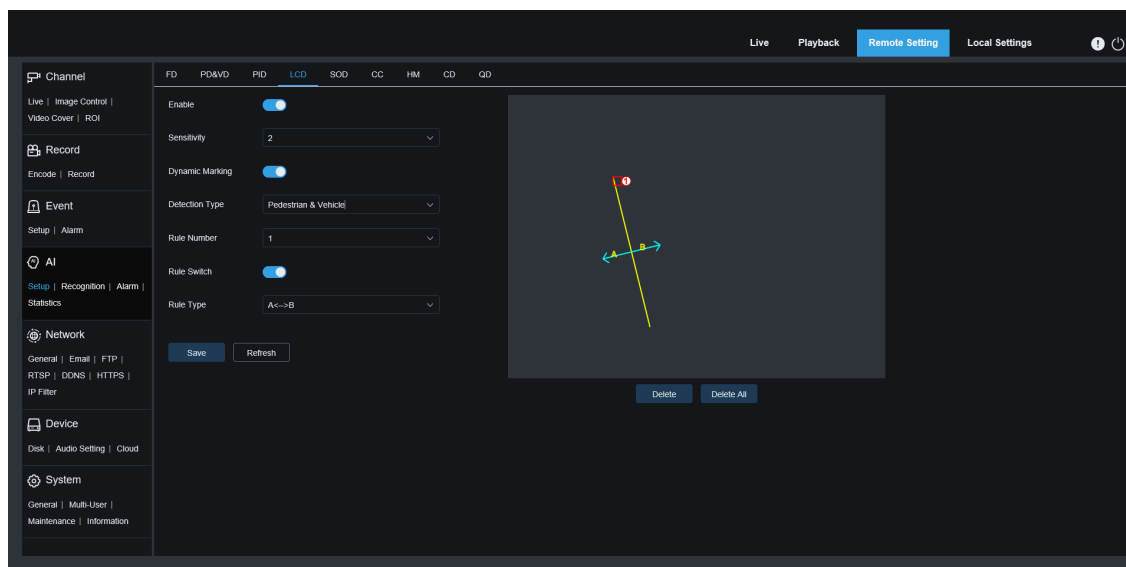 Live Playback Remote Setting Local Settings
Channel
Live | Image Control |
Video Cover | ROI
Record
Encode | Record
Event
Setup | Alarm
AI
Setup | Recognition | Alarm |
Statistics
Network
General | Email | FTP |
RTSP | DDNS | HTTPS |
IP Filter
Device
Disk | Audio Setting | Cloud
System
General | Multi-User |
Maintenance | Information
FD PD&VD PID LCD SOD CC HM CD QD
Enable
Sensitivity 2
Dynamic Marking
Detection Type Pedestrian & Vehicle
Rule Number 1
Rule Switch
Rule Type A<-->B
Save Refresh
1
A B
Delete Delete All